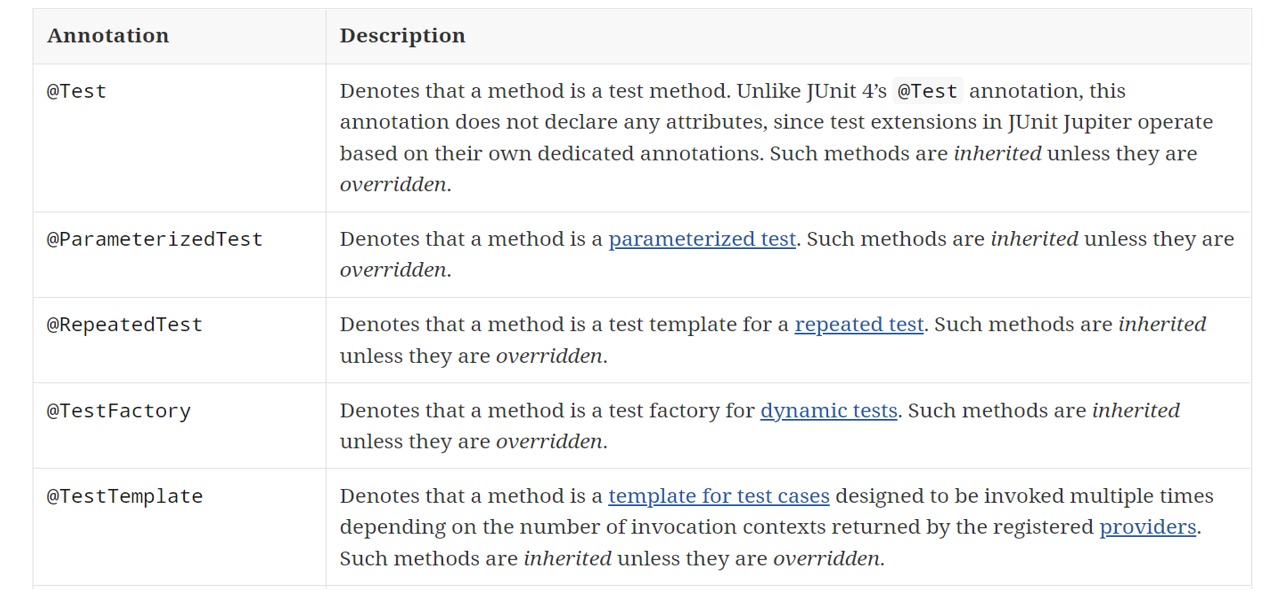 Annotation Description
@Test Denotes that a method is a test method. Unlike JUnit 4’s @Test annotation, this
annotation does not declare any attributes, since test extensions in JUnit Jupiter operate
based on their own dedicated annotations. Such methods are inherited unless they are
overridden.
@ParameterizedTest Denotes that a method is a parameterized test. Such methods are inherited unless they are
overridden.
@RepeatedTest Denotes that a method is a test template for a repeated test. Such methods are inherited
unless they are overridden.
@TestFactory Denotes that a method is a test factory for dynamic tests. Such methods are inherited
unless they are overridden.
@TestTemplate Denotes that a method is a template for test cases designed to be invoked multiple times
depending on the number of invocation contexts returned by the registered providers.
Such methods are inherited unless they are overridden.